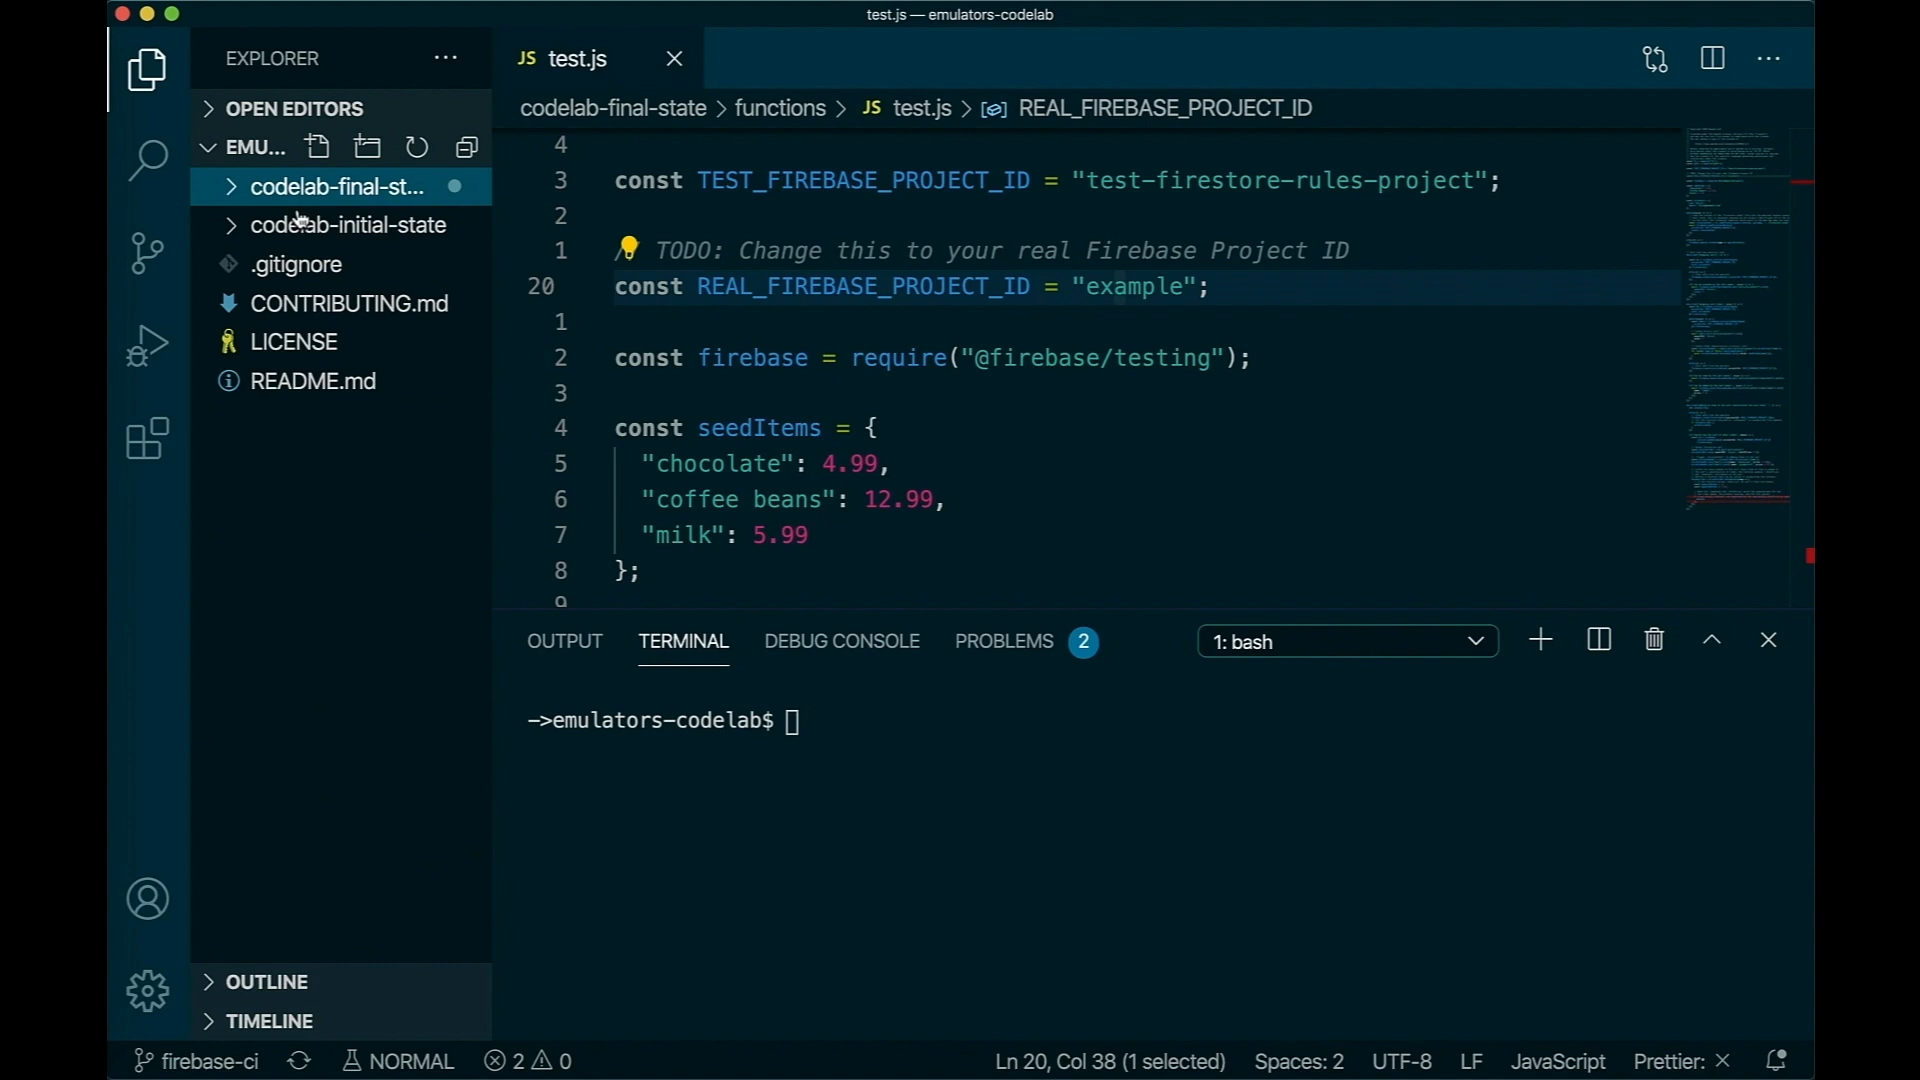 test.js — emulators-codelab
EXPLORER
OPEN EDITORS
EMU...
codelab-final-st...
codelab-initial-state
.gitignore
CONTRIBUTING.md
LICENSE
README.md
OUTLINE
TIMELINE
JS test.js
codelab-final-state > functions > JS test.js > REAL_FIREBASE_PROJECT_ID
4
3 const TEST_FIREBASE_PROJECT_ID = "test-firestore-rules-project";
2
1 // TODO: Change this to your real Firebase Project ID
20 const REAL_FIREBASE_PROJECT_ID = "example";
1
2 const firebase = require("@firebase/testing");
3
4 const seedItems = {
5 "chocolate": 4.99,
6 "coffee beans": 12.99,
7 "milk": 5.99
8 };
9
OUTPUT TERMINAL DEBUG CONSOLE PROBLEMS 2 1: bash
->emulators-codelab$
firebase-ci NORMAL 2 0 Ln 20, Col 38 (1 selected) Spaces: 2 UTF-8 LF JavaScript Prettier: ×